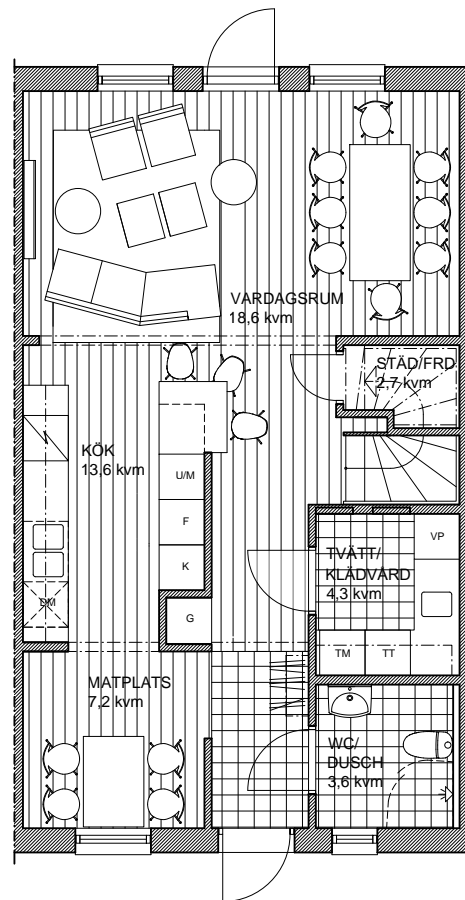 VARDAGSRUM
18,6 kvm
STÄD/FRD
2,7 kvm
KÖK
13,6 kvm
U/M
F
K
G
DM
TVÄTT/
KLÄDVÅRD
4,3 kvm
VP
TM
TT
MATPLATS
7,2 kvm
WC/
DUSCH
3,6 kvm